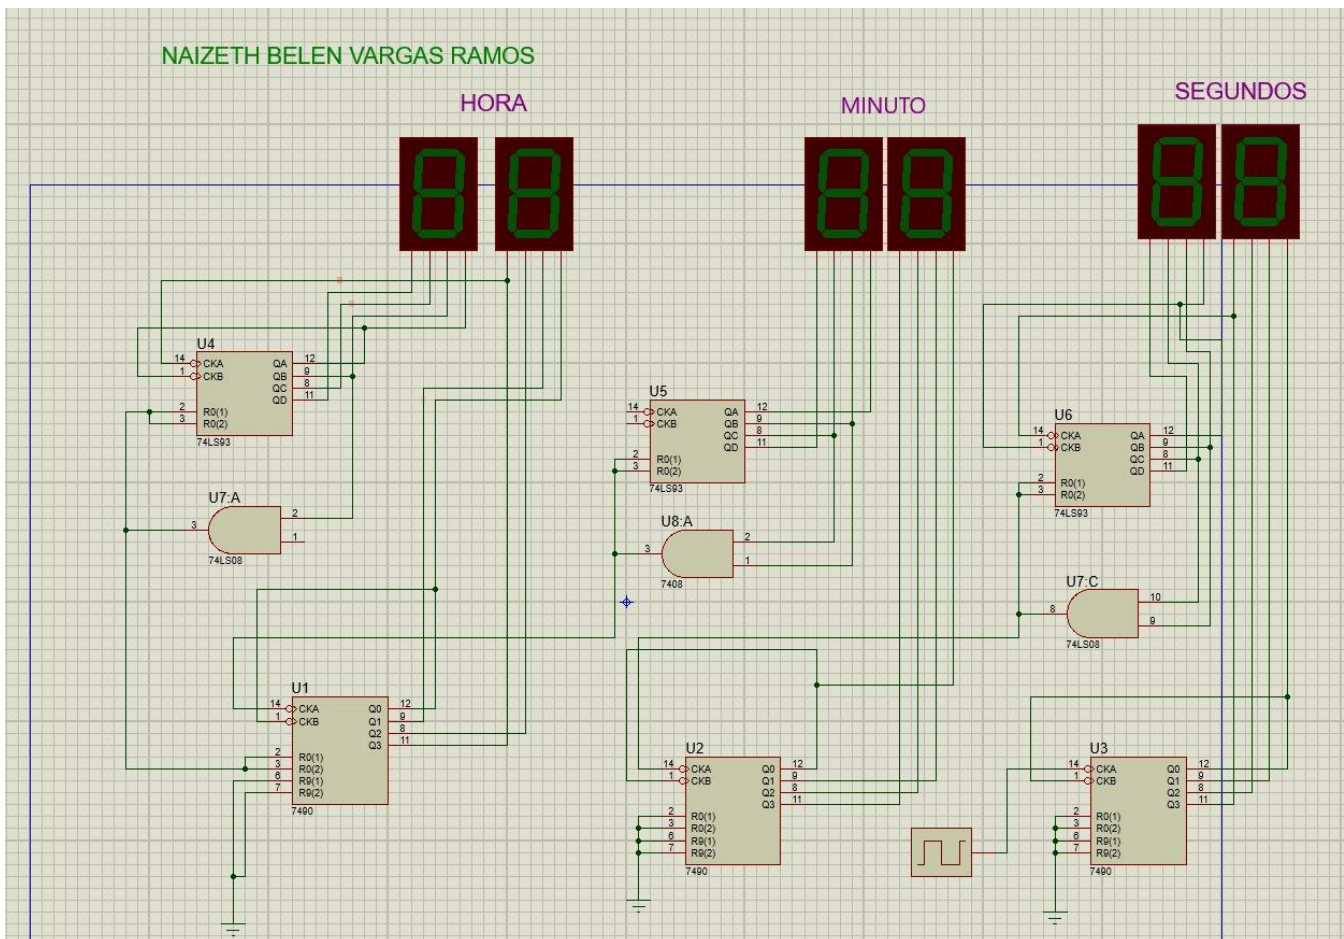 NAIZETH BELEN VARGAS RAMOS
HORA
MINUTO
SEGUNDOS
U4
14 CKA QA 12
1 CKB QB 9
QC 8
QD 11
2 R0(1)
3 R0(2)
74LS93
U7:A
2
3
1
74LS08
U5
14 CKA QA 12
1 CKB QB 9
QC 8
QD 11
2 R0(1)
3 R0(2)
74LS93
U8:A
2
3
1
7408
U6
14 CKA QA 12
1 CKB QB 9
QC 8
QD 11
2 R0(1)
3 R0(2)
74LS93
U7:C
10
8
9
74LS08
U1
14 CKA Q0 12
1 CKB Q1 9
Q2 8
Q3 11
2 R0(1)
3 R0(2)
6 R9(1)
7 R9(2)
7490
U2
14 CKA Q0 12
1 CKB Q1 9
Q2 8
Q3 11
2 R0(1)
3 R0(2)
6 R9(1)
7 R9(2)
7490
U3
14 CKA Q0 12
1 CKB Q1 9
Q2 8
Q3 11
2 R0(1)
3 R0(2)
6 R9(1)
7 R9(2)
7490